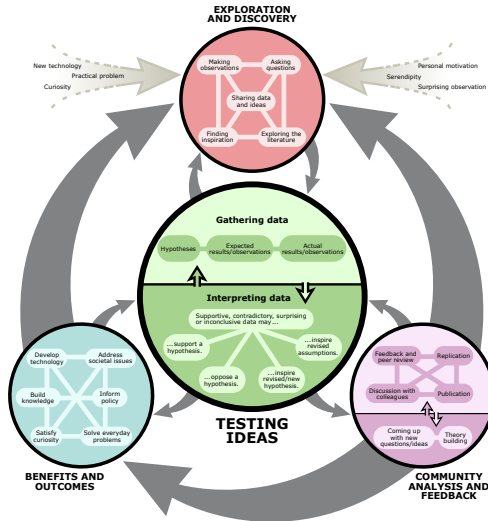 EXPLORATION
AND DISCOVERY
New technology
Practical problem
Curiosity
Personal motivation
Serendipity
Surprising observation
Making
observations
Asking
questions
Sharing data
and ideas
Finding
inspiration
Exploring the
literature
Gathering data
Hypotheses
Expected
results/observations
Actual
results/observations
Interpreting data
Supportive, contradictory, surprising
or inconclusive data may...
...support a
hypothesis.
...inspire
revised
assumptions.
...oppose a
hypothesis.
...inspire
revised/new
hypothesis.
TESTING
IDEAS
Develop
technology
Address
societal issues
Build
knowledge
Inform
policy
Satisfy
curiosity
Solve everyday
problems
BENEFITS AND
OUTCOMES
Feedback and
peer review
Replication
Discussion with
colleagues
Publication
Coming up
with new
questions/ideas
Theory
building
COMMUNITY
ANALYSIS AND
FEEDBACK